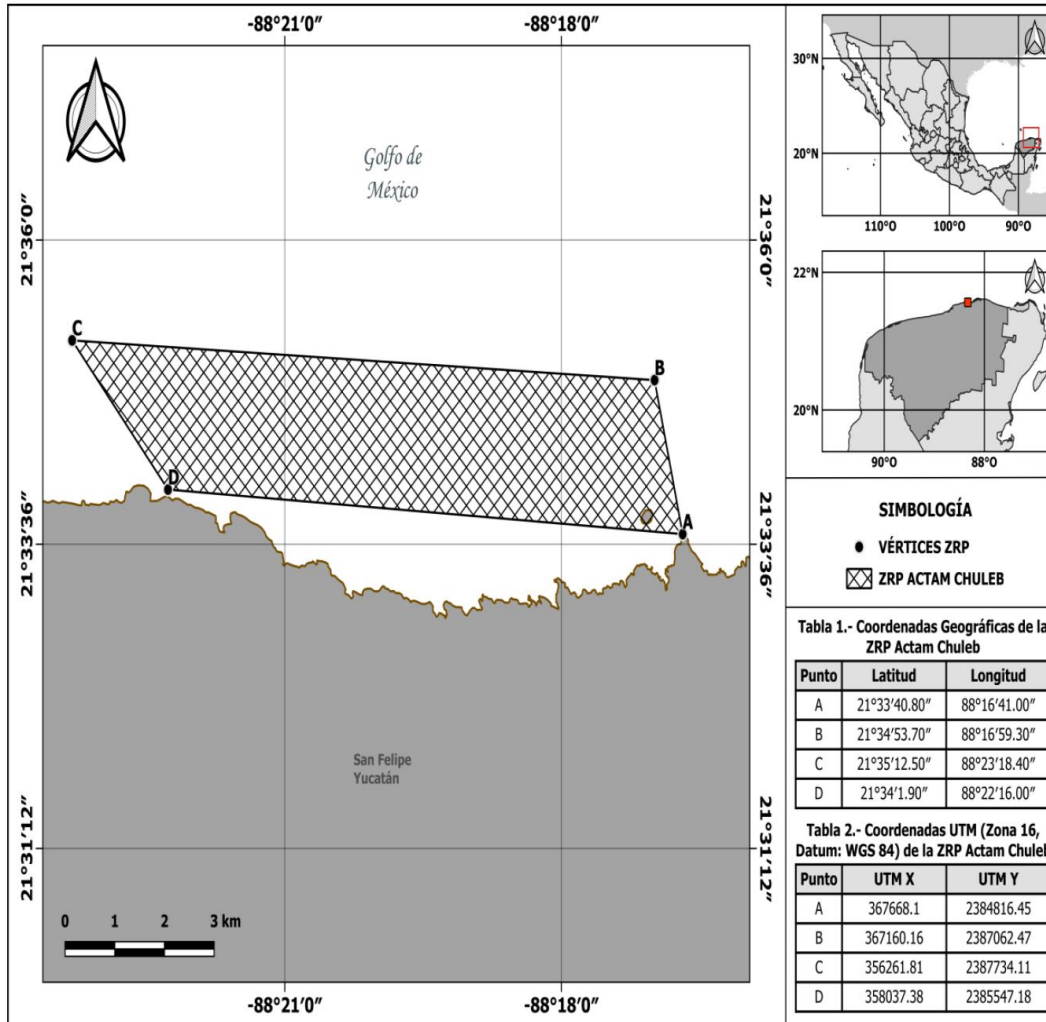 -88°21'0″ -88°18'0″
Golfo de
México
21°36'0″ 21°36'0″
C
B
D
A
21°33'36″ 21°33'36″
San Felipe
Yucatán
21°31'12″ 21°31'12″
0 1 2 3 km
-88°21'0″ -88°18'0″
30°N
20°N
110°0 100°0 90°0
22°N
20°N
90°0 88°0
SIMBOLOGÍA
VÉRTICES ZRP
ZRP ACTAM CHULEB
Tabla 1.- Coordenadas Geográficas de la
ZRP Actam Chuleb
Punto Latitud Longitud
A 21°33'40.80″ 88°16'41.00″
B 21°34'53.70″ 88°16'59.30″
C 21°35'12.50″ 88°23'18.40″
D 21°34'1.90″ 88°22'16.00″
Tabla 2.- Coordenadas UTM (Zona 16,
Datum: WGS 84) de la ZRP Actam Chuleb
Punto UTM X UTM Y
A 367668.1 2384816.45
B 367160.16 2387062.47
C 356261.81 2387734.11
D 358037.38 2385547.18